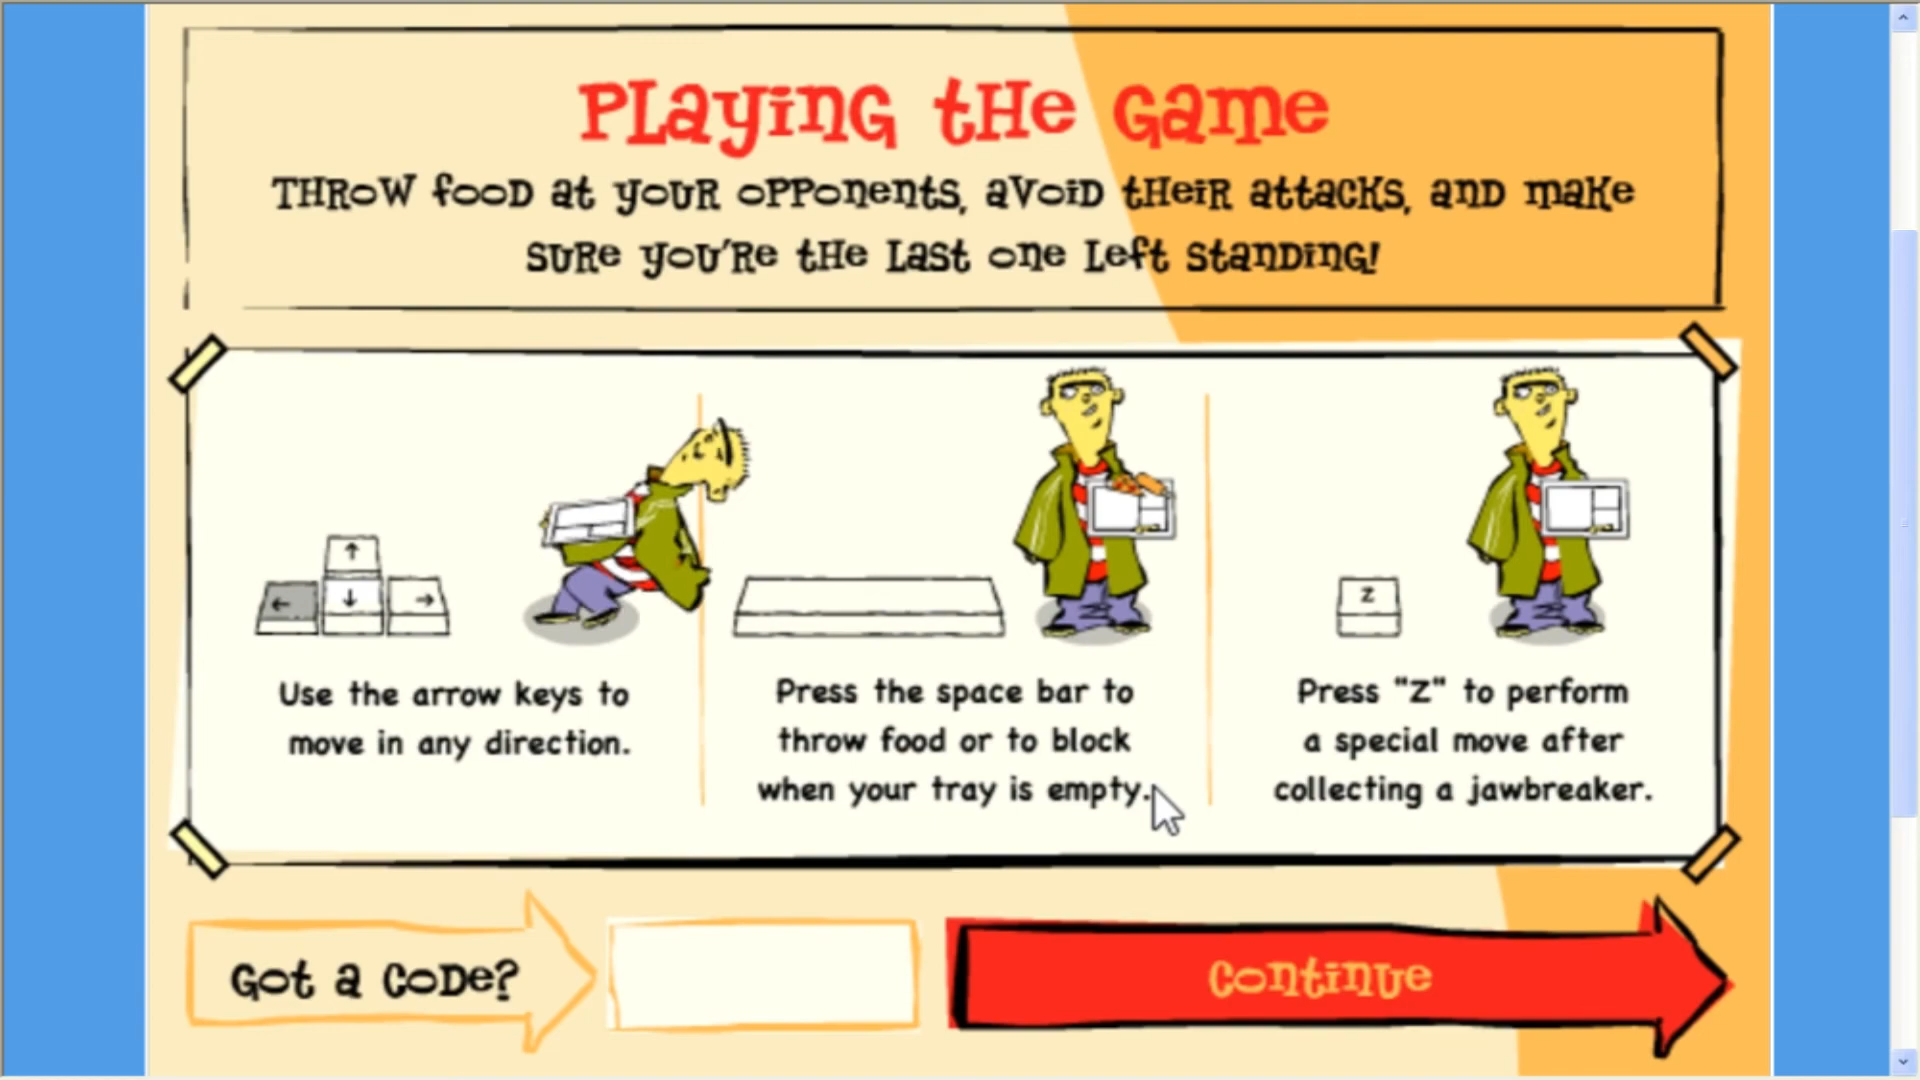 Playing the Game
Throw food at your opponents, avoid their attacks, and make
sure you're the last one left standing!
↑
← ↓ →
Z
Use the arrow keys to
move in any direction.
Press the space bar to
throw food or to block
when your tray is empty.
Press "Z" to perform
a special move after
collecting a jawbreaker.
Got a Code?
Continue